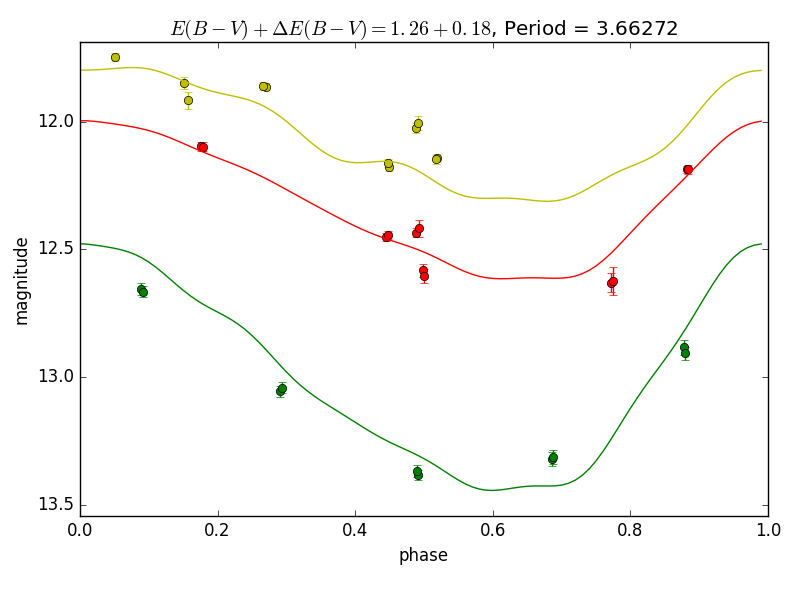 E(B − V) + ΔE(B − V) = 1.26 + 0.18, Period = 3.66272
12.0
12.5
13.0
13.5
magnitude
0.0 0.2 0.4 0.6 0.8 1.0
phase